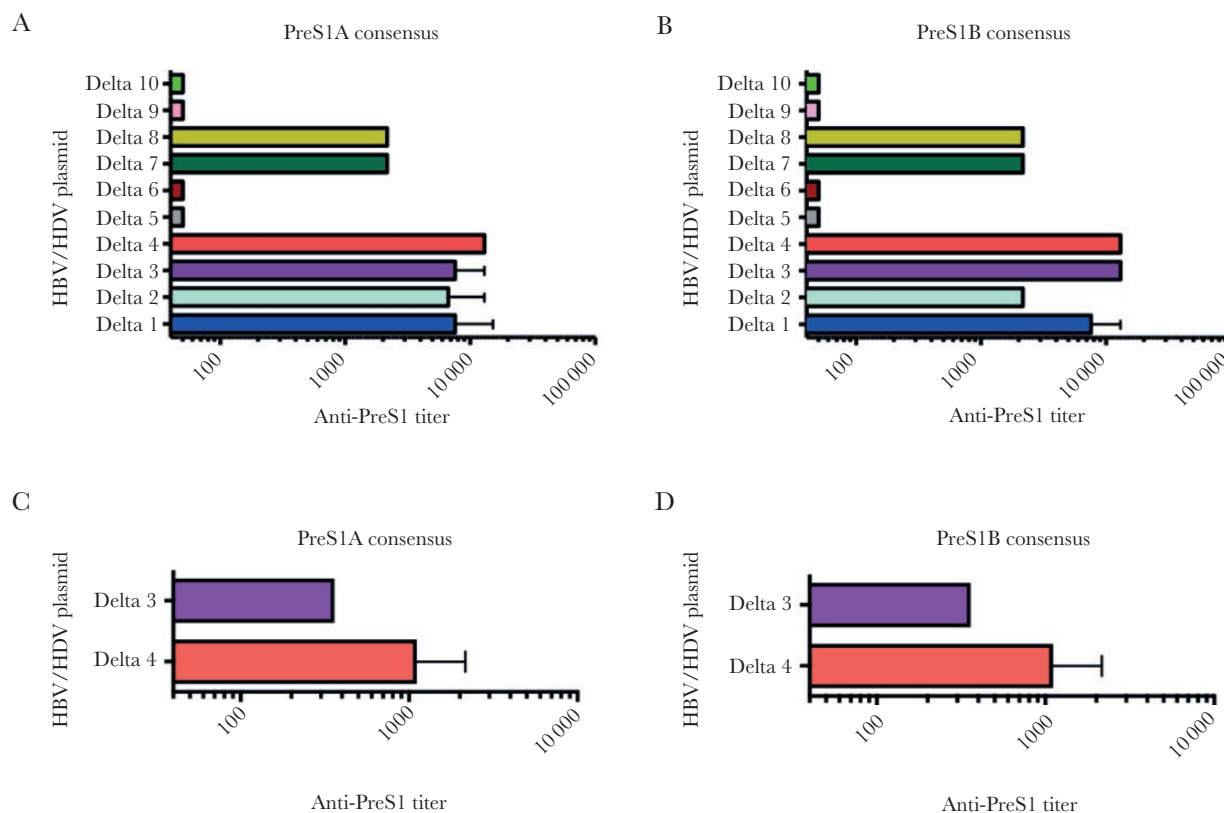 A
PreS1A consensus
HBV/HDV plasmid
Delta 10
Delta 9
Delta 8
Delta 7
Delta 6
Delta 5
Delta 4
Delta 3
Delta 2
Delta 1
100
1000
10 000
100 000
Anti-PreS1 titer
B
PreS1B consensus
HBV/HDV plasmid
Delta 10
Delta 9
Delta 8
Delta 7
Delta 6
Delta 5
Delta 4
Delta 3
Delta 2
Delta 1
100
1000
10 000
100 000
Anti-PreS1 titer
C
PreS1A consensus
HBV/HDV plasmid
Delta 3
Delta 4
100
1000
10 000
Anti-PreS1 titer
D
PreS1B consensus
HBV/HDV plasmid
Delta 3
Delta 4
100
1000
10 000
Anti-PreS1 titer